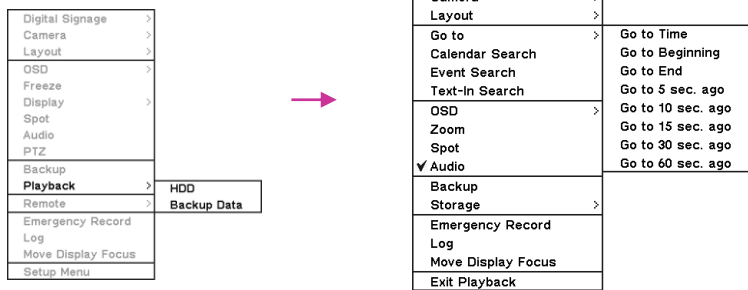 Digital Signage >
Camera >
Layout >
OSD >
Freeze
Display >
Spot
Audio
PTZ
Backup
Playback >
Remote >
Emergency Record
Log
Move Display Focus
Setup Menu
HDD
Backup Data
Layout >
Go to >
Calendar Search
Event Search
Text-In Search
OSD >
Zoom
Spot
✓ Audio
Backup
Storage >
Emergency Record
Log
Move Display Focus
Exit Playback
Go to Time
Go to Beginning
Go to End
Go to 5 sec. ago
Go to 10 sec. ago
Go to 15 sec. ago
Go to 30 sec. ago
Go to 60 sec. ago